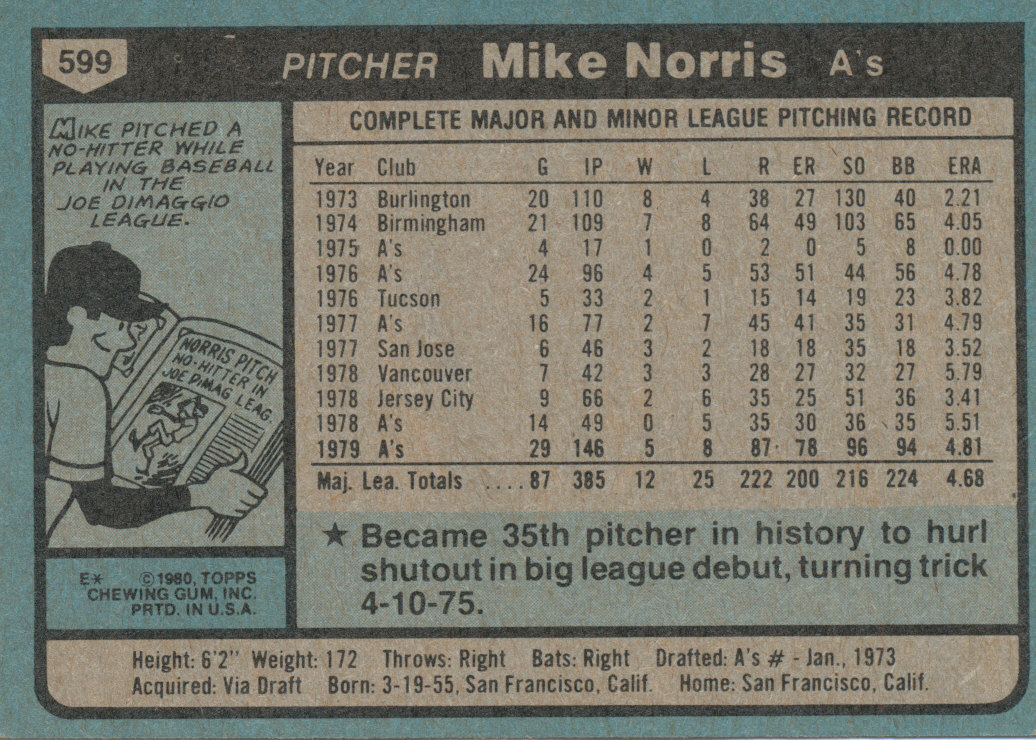 599 PITCHER Mike Norris A's
MIKE PITCHED A
NO-HITTER WHILE
PLAYING BASEBALL
IN THE
JOE DIMAGGIO
LEAGUE.
NORRIS PITCH
NO-HITTER IN
JOE DIMAG LEAG.
E* ©1980, TOPPS
CHEWING GUM, INC.
PRTD. IN U.S.A.
COMPLETE MAJOR AND MINOR LEAGUE PITCHING RECORD
Year Club G IP W L R ER SO BB ERA
1973 Burlington 20 110 8 4 38 27 130 40 2.21
1974 Birmingham 21 109 7 8 64 49 103 65 4.05
1975 A's 4 17 1 0 2 0 5 8 0.00
1976 A's 24 96 4 5 53 51 44 56 4.78
1976 Tucson 5 33 2 1 15 14 19 23 3.82
1977 A's 16 77 2 7 45 41 35 31 4.79
1977 San Jose 6 46 3 2 18 18 35 18 3.52
1978 Vancouver 7 42 3 3 28 27 32 27 5.79
1978 Jersey City 9 66 2 6 35 25 51 36 3.41
1978 A's 14 49 0 5 35 30 36 35 5.51
1979 A's 29 146 5 8 87 78 96 94 4.81
Maj. Lea. Totals ....87 385 12 25 222 200 216 224 4.68
★ Became 35th pitcher in history to hurl
shutout in big league debut, turning trick
4-10-75.
Height: 6'2" Weight: 172 Throws: Right Bats: Right Drafted: A's # - Jan., 1973
Acquired: Via Draft Born: 3-19-55, San Francisco, Calif. Home: San Francisco, Calif.